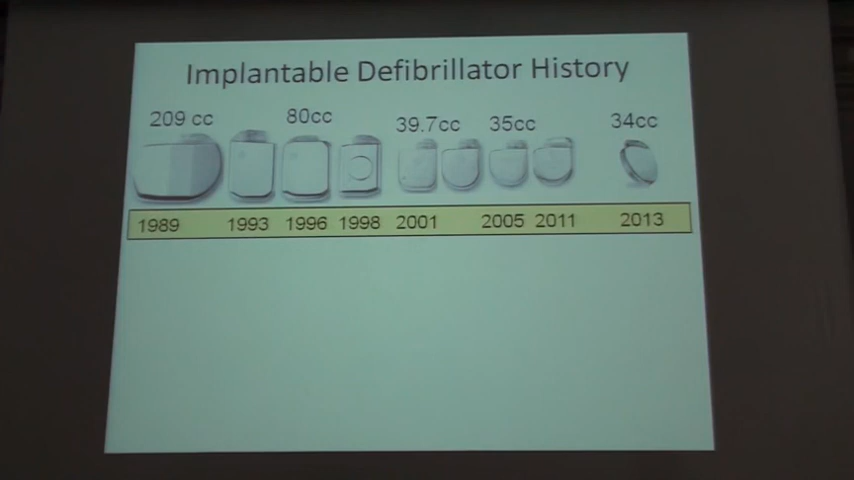 Implantable Defibrillator History
209 cc 80cc 39.7cc 35cc 34cc
1989 1993 1996 1998 2001 2005 2011 2013